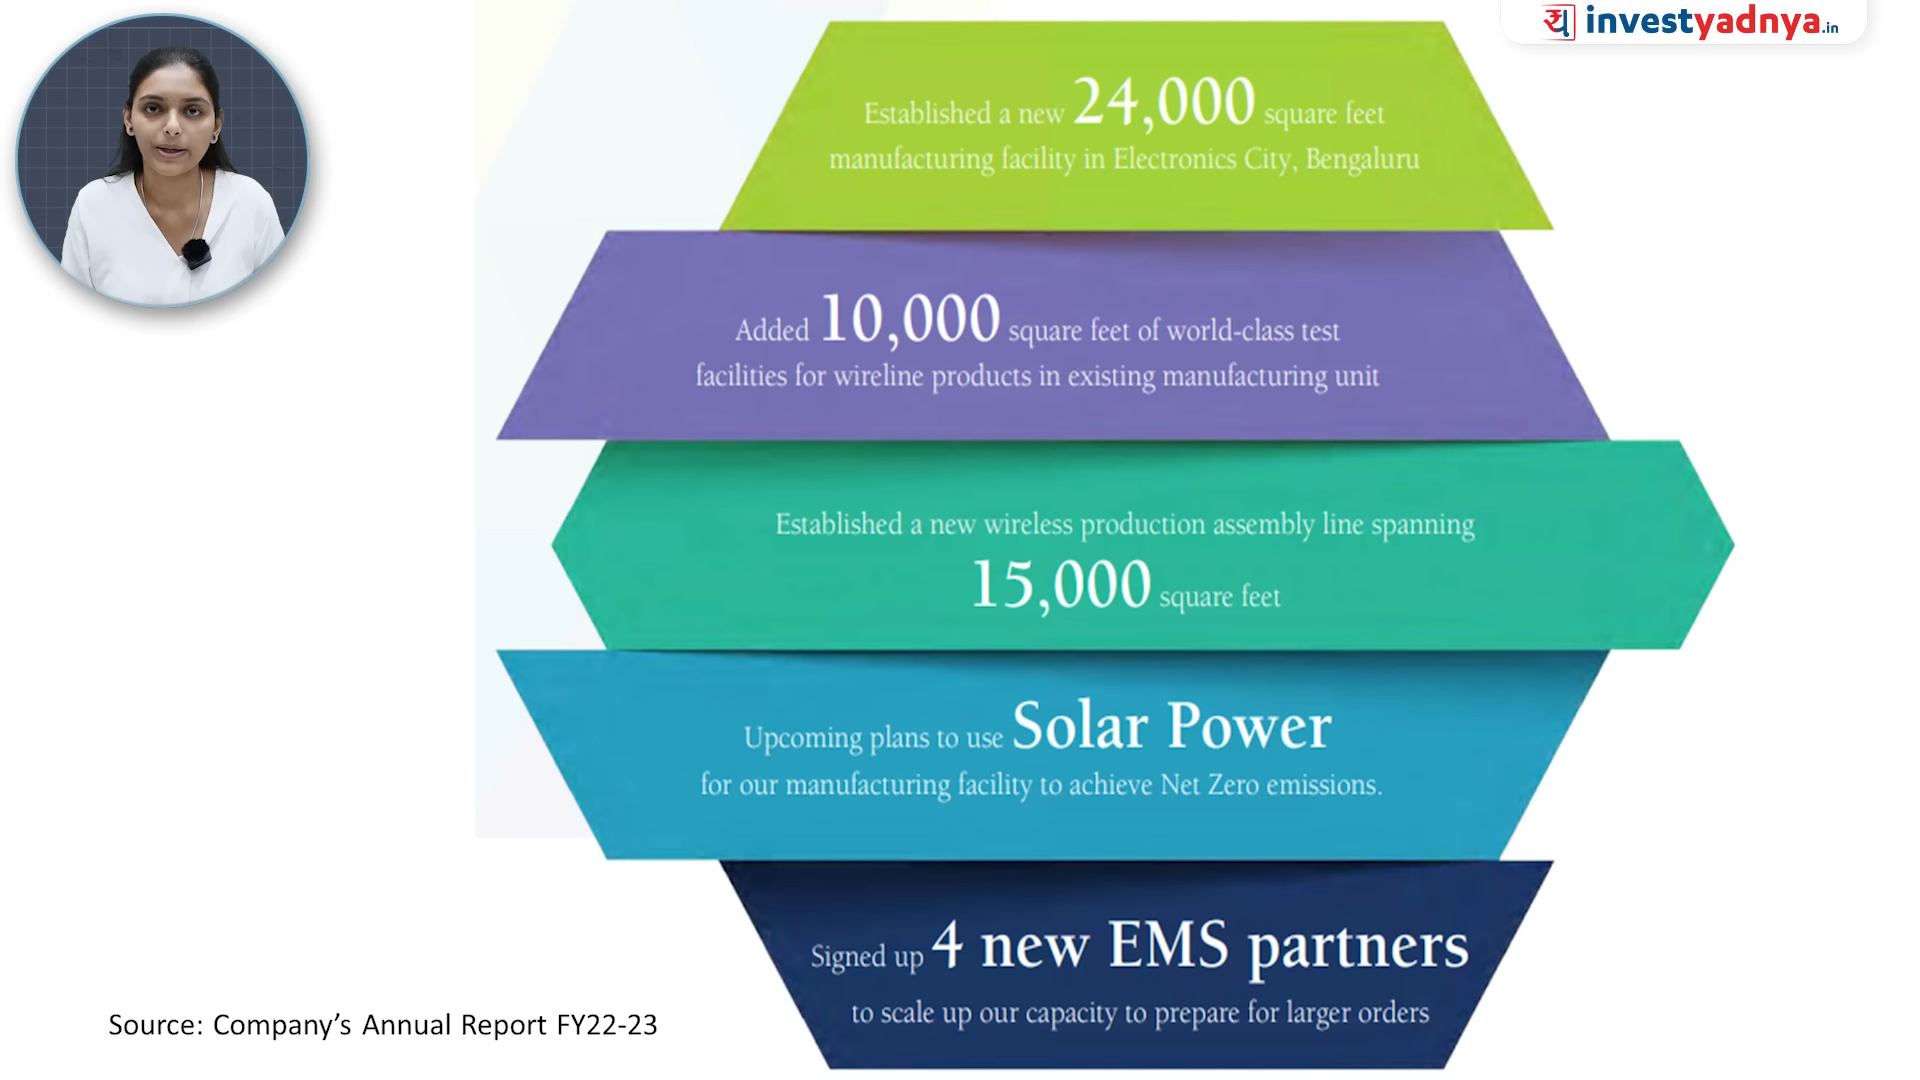 य investyadnya.in
Established a new 24,000 square feet
manufacturing facility in Electronics City, Bengaluru
Added 10,000 square feet of world-class test
facilities for wireline products in existing manufacturing unit
Established a new wireless production assembly line spanning
15,000 square feet
Upcoming plans to use Solar Power
for our manufacturing facility to achieve Net Zero emissions.
Signed up 4 new EMS partners
to scale up our capacity to prepare for larger orders
Source: Company’s Annual Report FY22-23